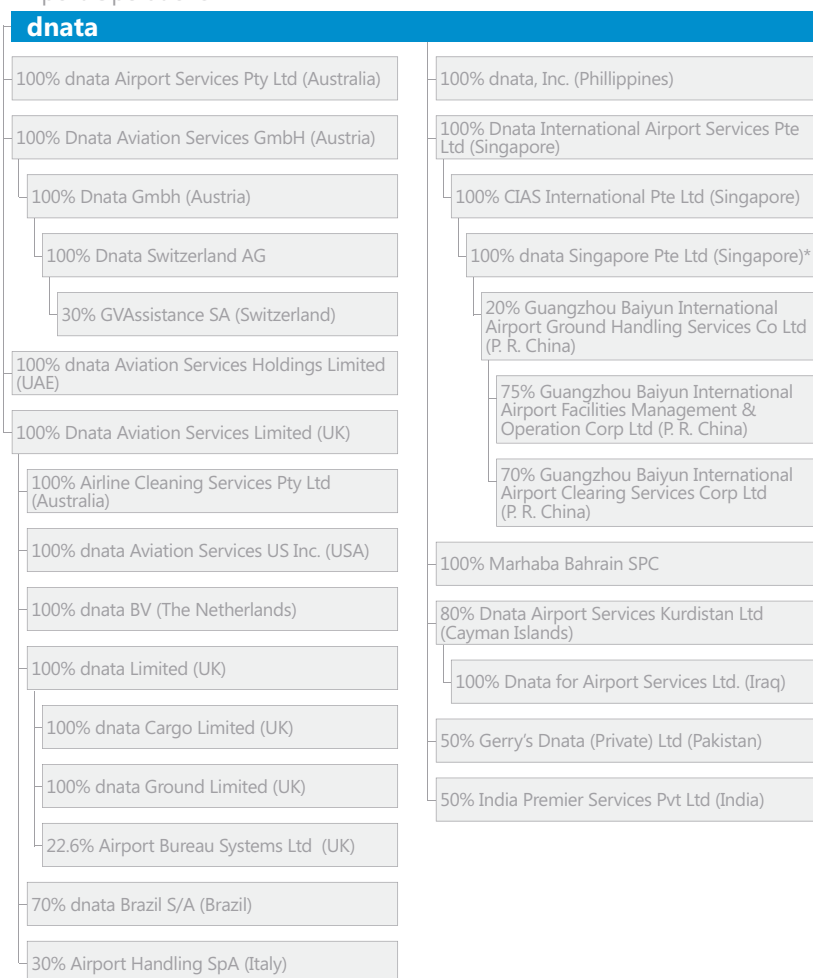 dnata
100% dnata Airport Services Pty Ltd (Australia)
100% Dnata Aviation Services GmbH (Austria)
100% Dnata Gmbh (Austria)
100% Dnata Switzerland AG
30% GVAssistance SA (Switzerland)
100% dnata Aviation Services Holdings Limited
(UAE)
100% Dnata Aviation Services Limited (UK)
100% Airline Cleaning Services Pty Ltd
(Australia)
100% dnata Aviation Services US Inc. (USA)
100% dnata BV (The Netherlands)
100% dnata Limited (UK)
100% dnata Cargo Limited (UK)
100% dnata Ground Limited (UK)
22.6% Airport Bureau Systems Ltd (UK)
70% dnata Brazil S/A (Brazil)
30% Airport Handling SpA (Italy)
100% dnata, Inc. (Phillippines)
100% Dnata International Airport Services Pte
Ltd (Singapore)
100% CIAS International Pte Ltd (Singapore)
100% dnata Singapore Pte Ltd (Singapore)*
20% Guangzhou Baiyun International
Airport Ground Handling Services Co Ltd
(P. R. China)
75% Guangzhou Baiyun International
Airport Facilities Management &
Operation Corp Ltd (P. R. China)
70% Guangzhou Baiyun International
Airport Clearing Services Corp Ltd
(P. R. China)
100% Marhaba Bahrain SPC
80% Dnata Airport Services Kurdistan Ltd
(Cayman Islands)
100% Dnata for Airport Services Ltd. (Iraq)
50% Gerry's Dnata (Private) Ltd (Pakistan)
50% India Premier Services Pvt Ltd (India)